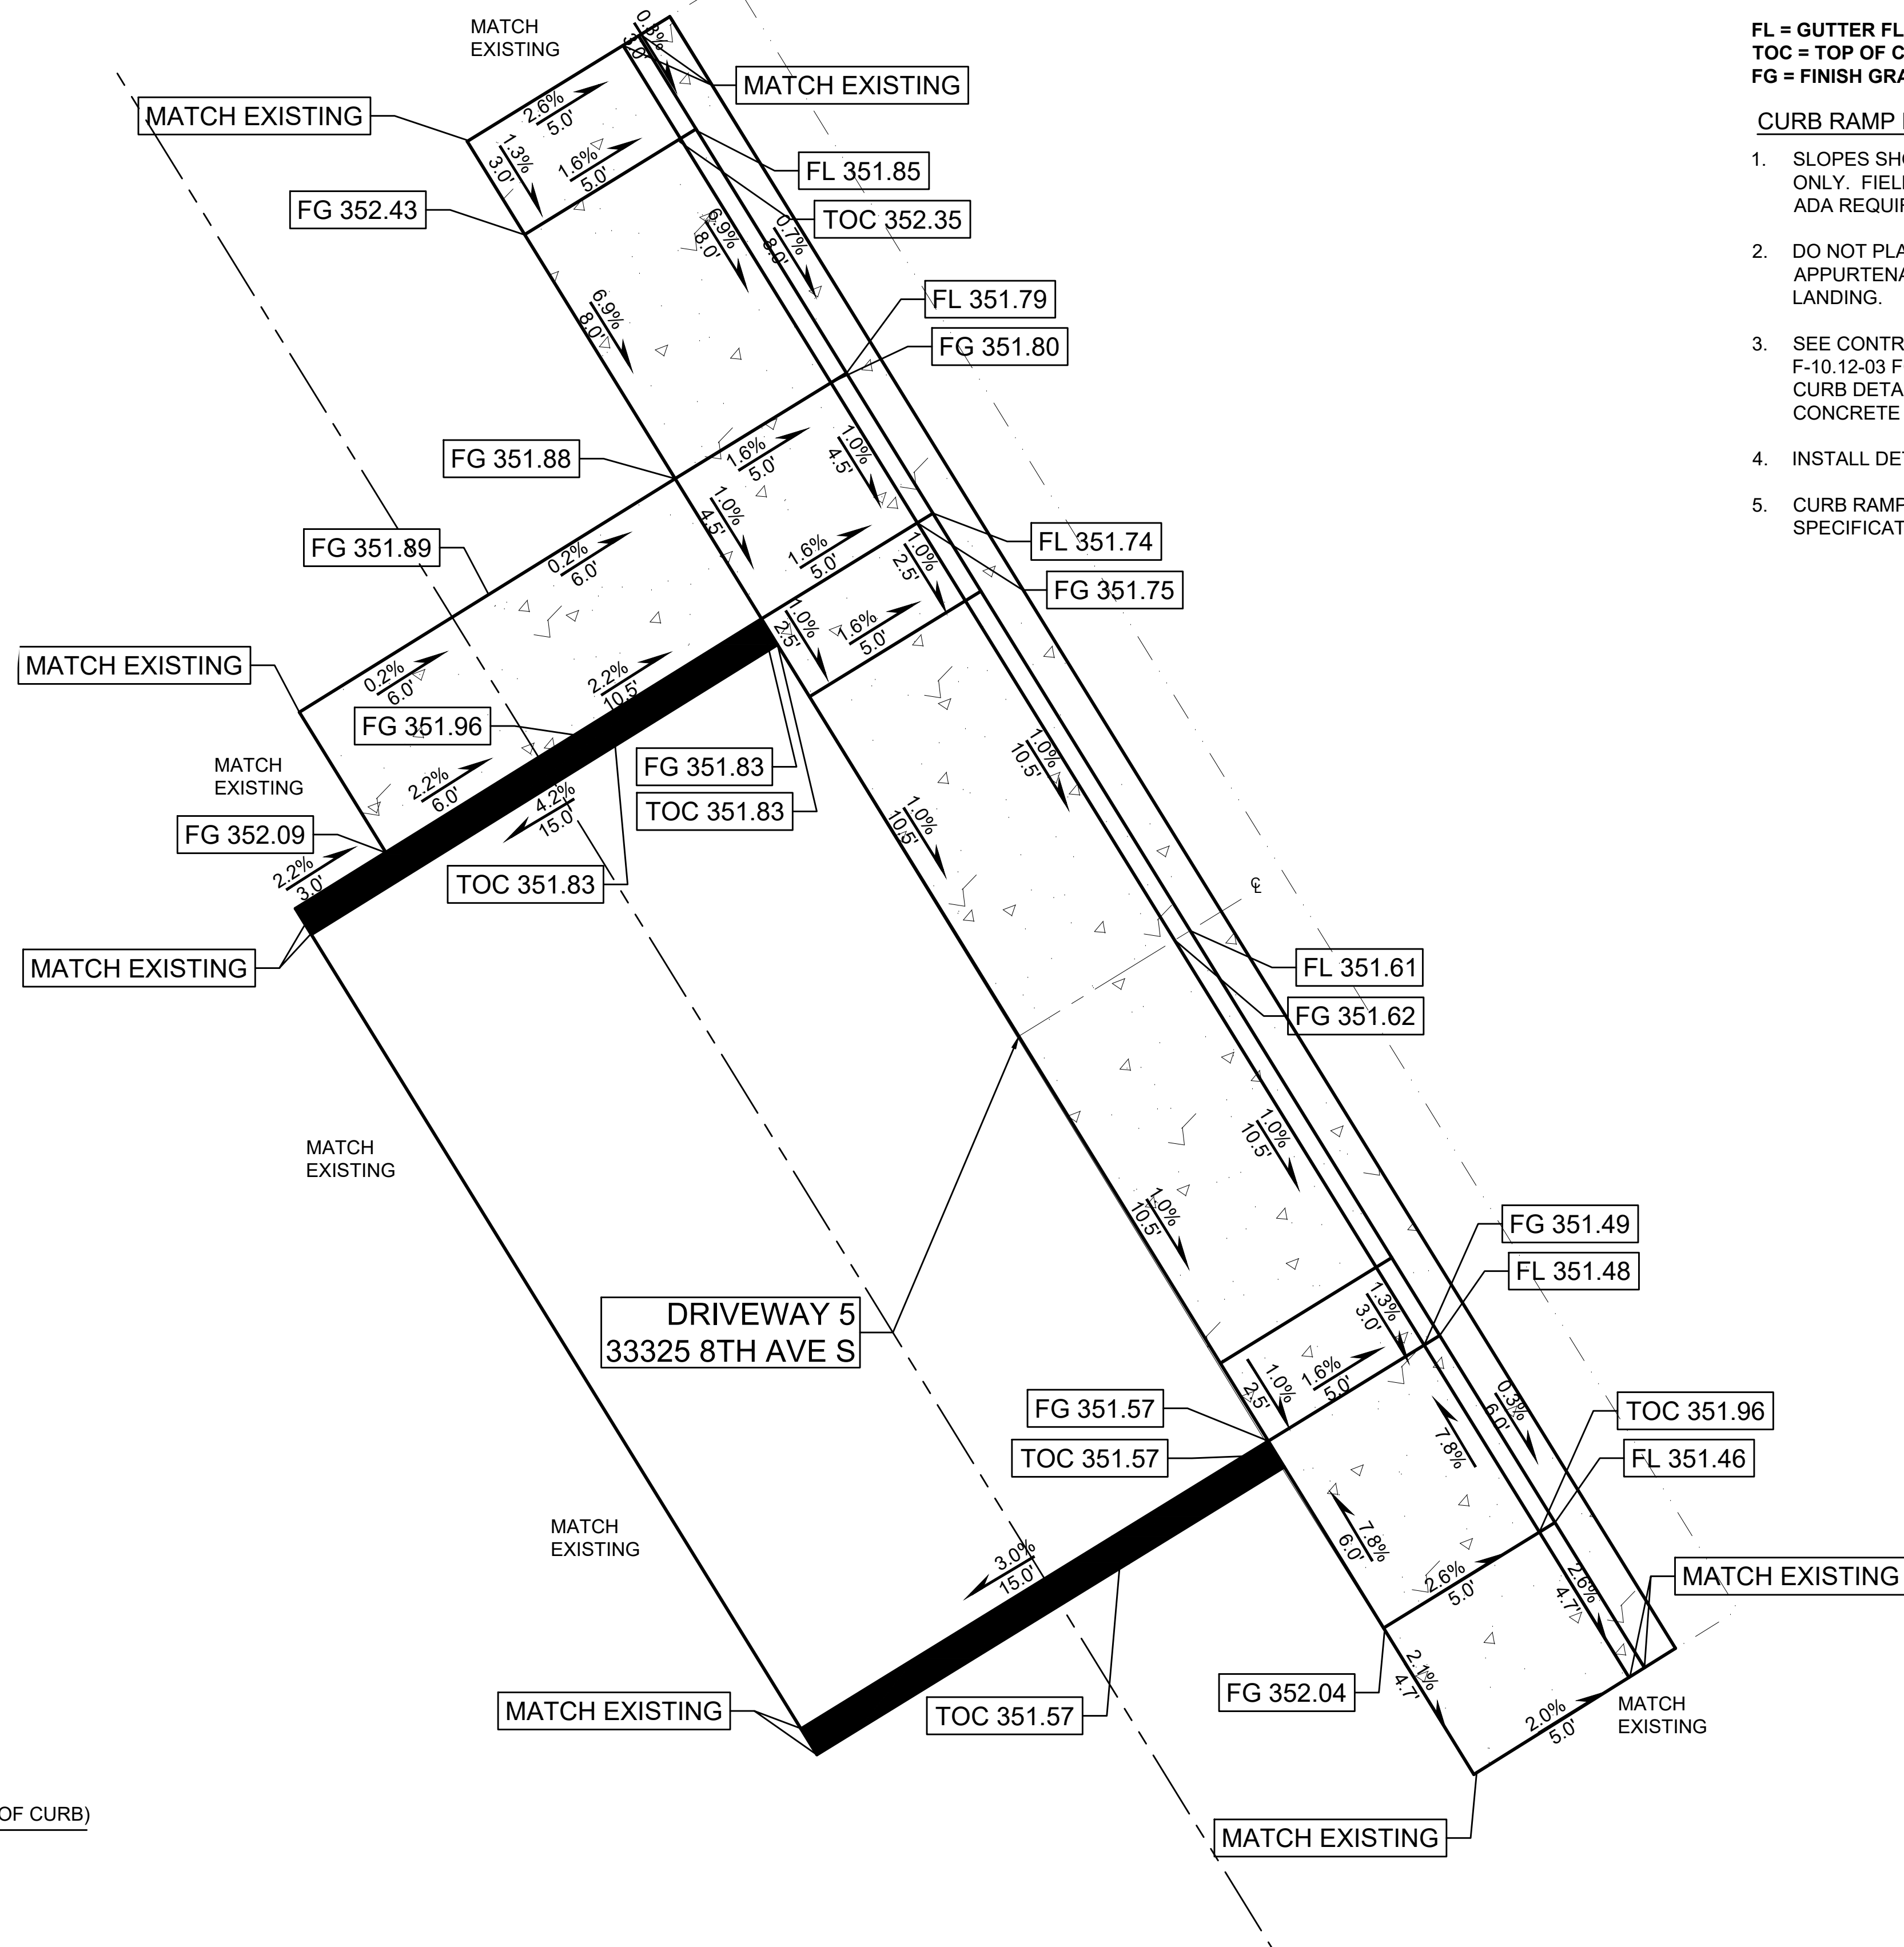 MATCH
EXISTING
MATCH EXISTING
MATCH EXISTING
0.3%
3.0'
2.6%
5.0'
1.3%
3.0'
1.6%
5.0'
FL 351.85
TOC 352.35
FG 352.43
6.9%
8.0'
0.7%
8.0'
6.9%
8.0'
FL 351.79
FG 351.80
FG 351.88
1.6%
5.0'
1.0%
4.5'
1.0%
4.5'
FG 351.89
0.2%
6.0'
1.6%
5.0'
1.0%
2.5'
FL 351.74
FG 351.75
1.0%
2.5'
1.6%
5.0'
MATCH EXISTING
0.2%
6.0'
2.2%
10.5'
FG 351.96
MATCH
EXISTING
2.2%
6.0'
FG 351.83
TOC 351.83
4.2%
15.0'
FG 352.09
2.2%
3.0'
TOC 351.83
1.0%
10.5'
1.0%
10.5'
MATCH EXISTING
℄
FL 351.61
FG 351.62
MATCH
EXISTING
1.0%
10.5'
1.0%
10.5'
FG 351.49
FL 351.48
DRIVEWAY 5
33325 8TH AVE S
1.3%
3.0'
1.0%
2.5'
1.6%
5.0'
FG 351.57
TOC 351.57
0.3%
6.0'
TOC 351.96
FL 351.46
7.8%
7.8%
6.0'
MATCH
EXISTING
3.0%
15.0'
2.6%
5.0'
2.6%
4.7'
MATCH EXISTING
2.1%
4.7'
FG 352.04
2.0%
5.0'
MATCH
EXISTING
MATCH EXISTING
TOC 351.57
MATCH EXISTING
OF CURB)
FL = GUTTER FL
TOC = TOP OF C
FG = FINISH GRA
CURB RAMP
1. SLOPES SHO
ONLY. FIEL
ADA REQUIR
2. DO NOT PLA
APPURTENA
LANDING.
3. SEE CONTR
F-10.12-03 F
CURB DETA
CONCRETE
4. INSTALL DET
5. CURB RAMP
SPECIFICAT